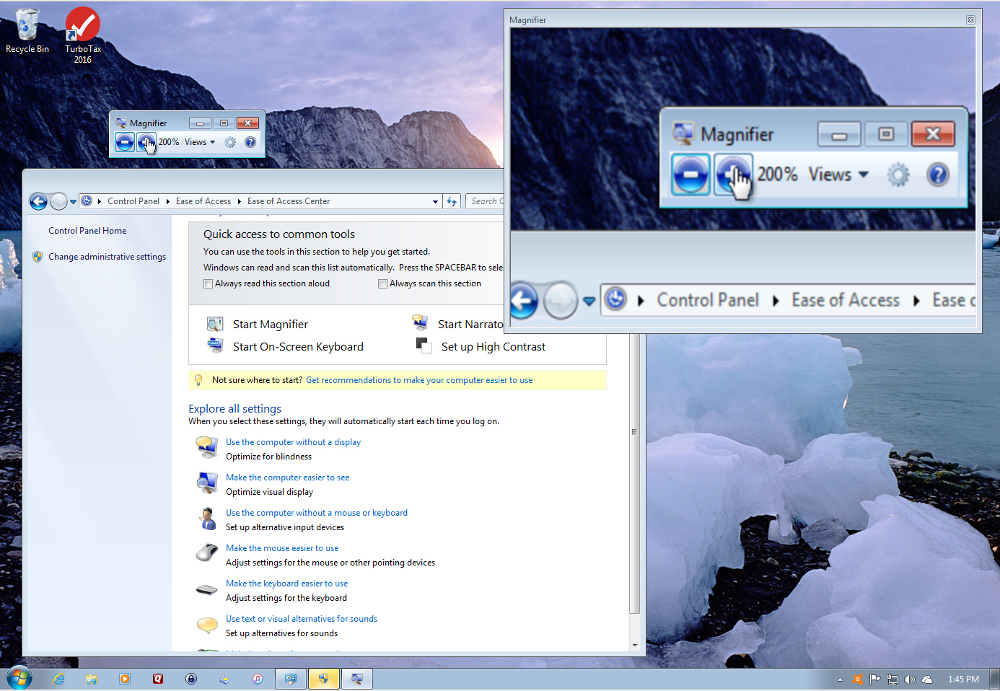 Recycle Bin
TurboTax
2016
Magnifier
200% Views
Magnifier
Magnifier
200% Views
Control Panel Ease of Access Ease
Control Panel Ease of Access Ease of Access Center
Search C
Control Panel Home
Change administrative settings
Quick access to common tools
You can use the tools in this section to help you get started.
Windows can read and scan this list automatically. Press the SPACEBAR to sele
Always read this section aloud
Always scan this section
Start Magnifier
Start Narrato
Start On-Screen Keyboard
Set up High Contrast
Not sure where to start? Get recommendations to make your computer easier to use
Explore all settings
When you select these settings, they will automatically start each time you log on.
Use the computer without a display
Optimize for blindness
Make the computer easier to see
Optimize visual display
Use the computer without a mouse or keyboard
Set up alternative input devices
Make the mouse easier to use
Adjust settings for the mouse or other pointing devices
Make the keyboard easier to use
Adjust settings for the keyboard
Use text or visual alternatives for sounds
Set up alternatives for sounds
1:45 PM